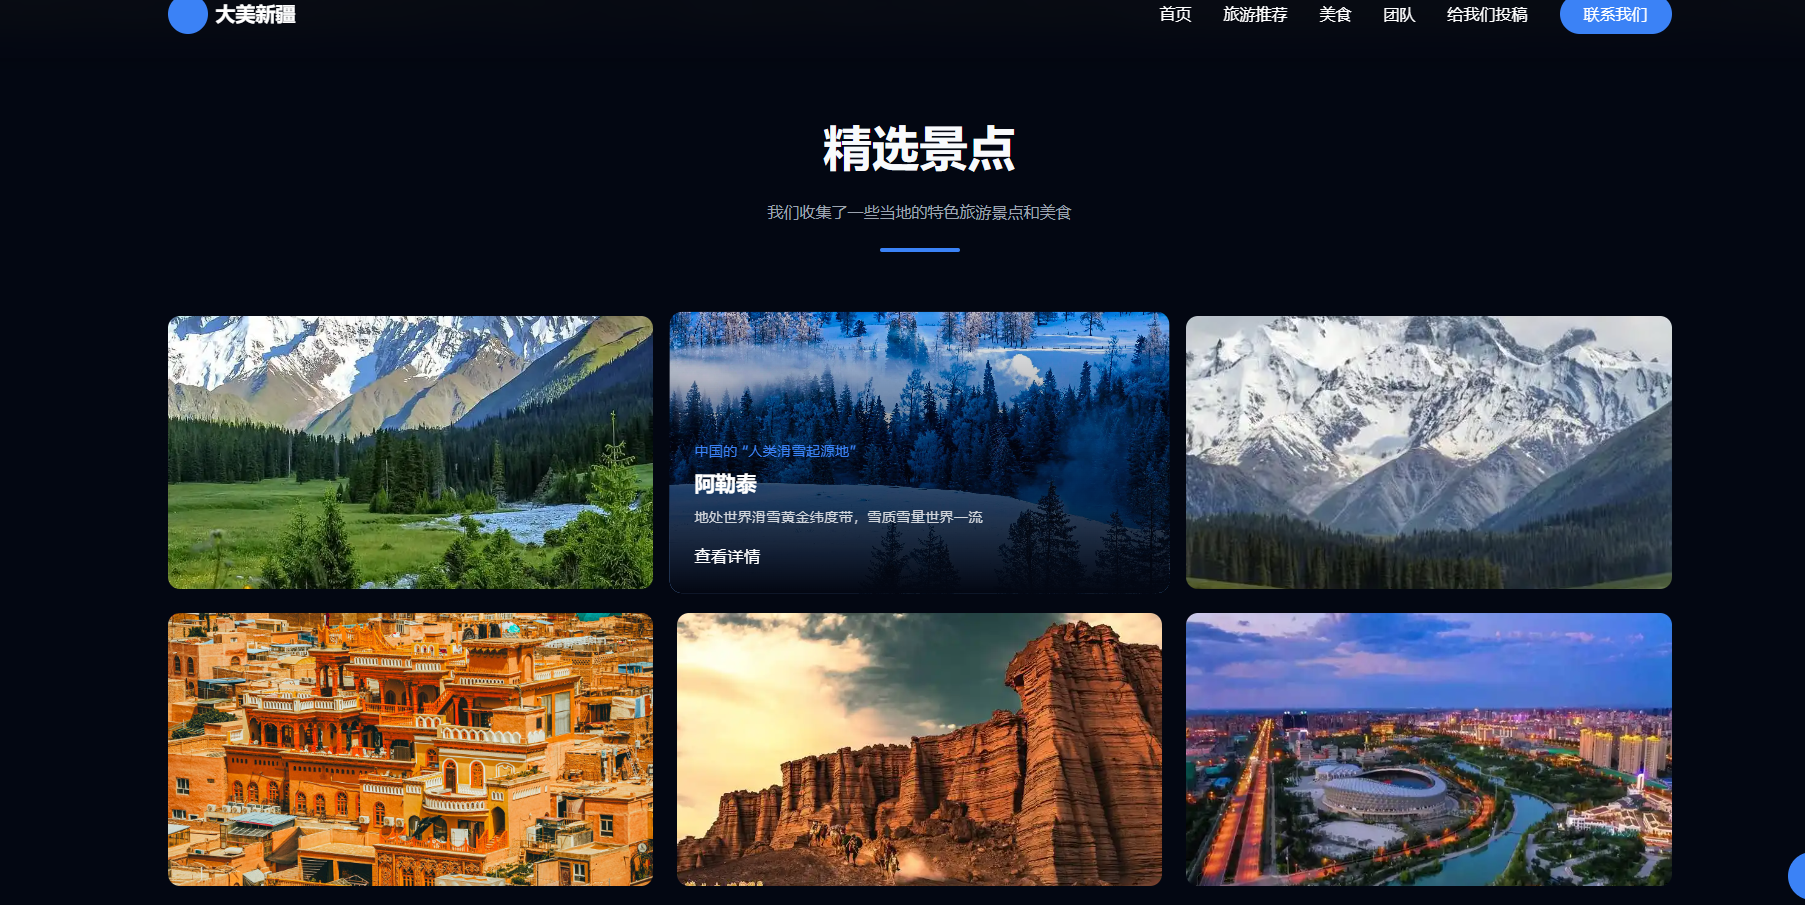 大美新疆
首页 旅游推荐 美食 团队 给我们投稿 联系我们
精选景点
我们收集了一些当地的特色旅游景点和美食
中国的“人类滑雪起源地”
阿勒泰
地处世界滑雪黄金纬度带，雪质雪量世界一流
查看详情